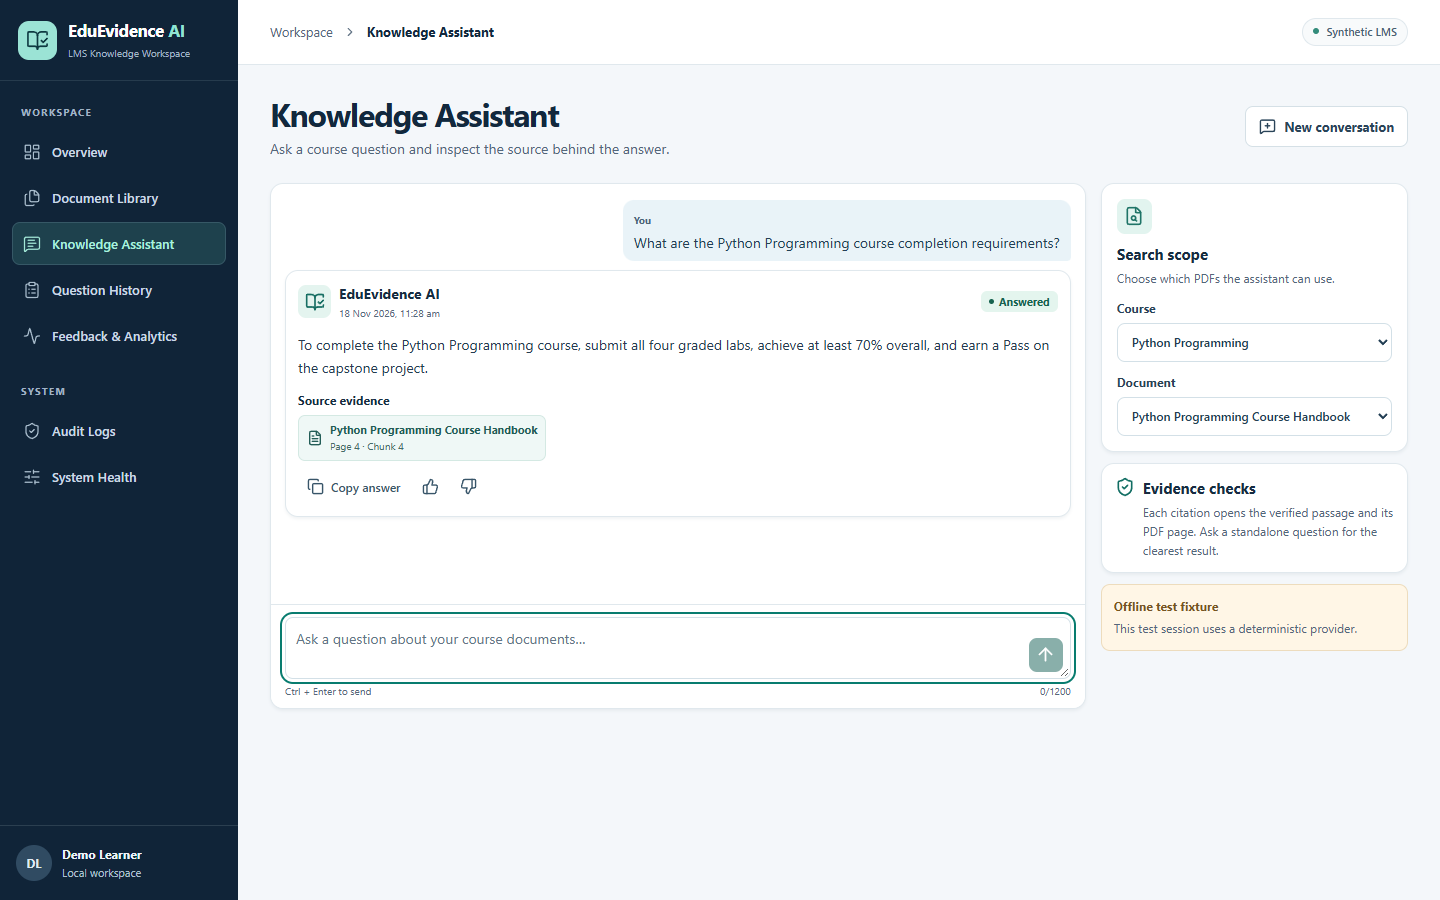 EduEvidence AI
LMS Knowledge Workspace
WORKSPACE
Overview
Document Library
Knowledge Assistant
Question History
Feedback & Analytics
SYSTEM
Audit Logs
System Health
DL
Demo Learner
Local workspace
Workspace > Knowledge Assistant
Synthetic LMS
Knowledge Assistant
Ask a course question and inspect the source behind the answer.
New conversation
You
What are the Python Programming course completion requirements?
EduEvidence AI
18 Nov 2026, 11:28 am
Answered
To complete the Python Programming course, submit all four graded labs, achieve at least 70% overall, and earn a Pass on
the capstone project.
Source evidence
Python Programming Course Handbook
Page 4 · Chunk 4
Copy answer
Ask a question about your course documents...
Ctrl + Enter to send
0/1200
Search scope
Choose which PDFs the assistant can use.
Course
Python Programming
Document
Python Programming Course Handbook
Evidence checks
Each citation opens the verified passage and its
PDF page. Ask a standalone question for the
clearest result.
Offline test fixture
This test session uses a deterministic provider.